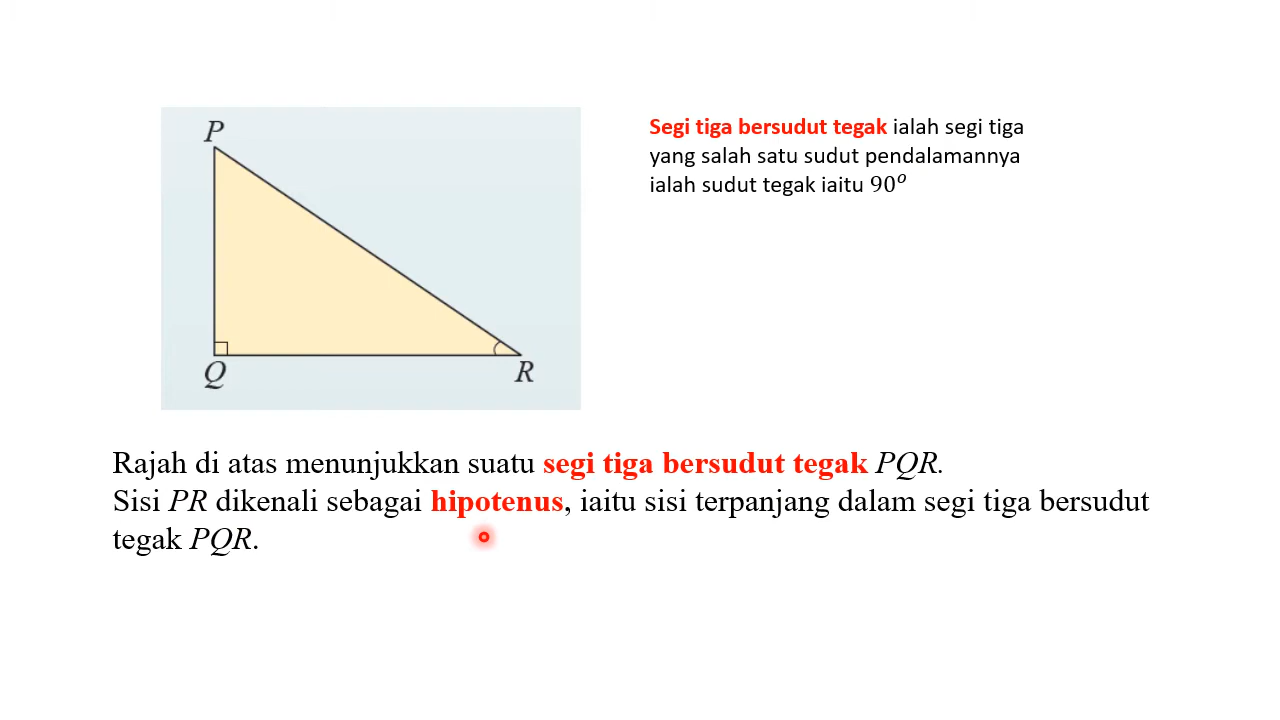 P
Q
R
Segi tiga bersudut tegak ialah segi tiga
yang salah satu sudut pendalamannya
ialah sudut tegak iaitu 90°
Rajah di atas menunjukkan suatu segi tiga bersudut tegak PQR.
Sisi PR dikenali sebagai hipotenus, iaitu sisi terpanjang dalam segi tiga bersudut
tegak PQR.